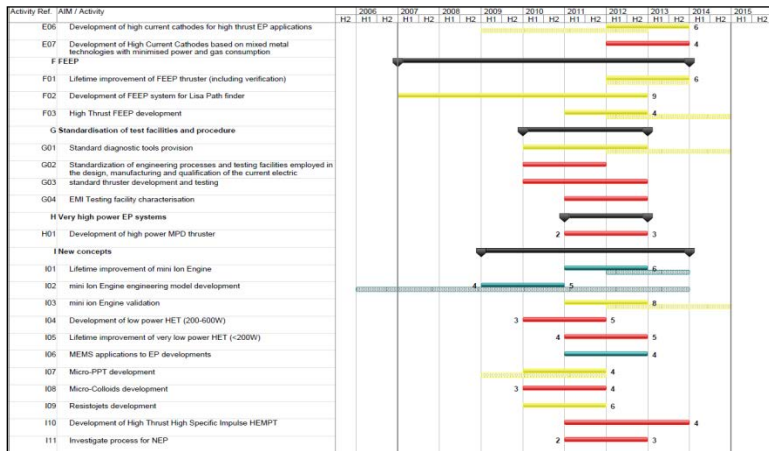 Activity Ref. AIM / Activity 2006 2007 2008 2009 2010 2011 2012 2013 2014 2015
H2 H1 H2 H1 H2 H1 H2 H1 H2 H1 H2 H1 H2 H1 H2 H1 H2 H1 H2 H1
E06 Development of high current cathodes for high thrust EP applications 6
E07 Development of High Current Cathodes based on mixed metal 4
technologies with minimised power and gas consumption
F FEEP
F01 Lifetime improvement of FEEP thruster (including verification) 6
F02 Development of FEEP system for Lisa Path finder 9
F03 High Thrust FEEP development 4
G Standardisation of test facilities and procedure
G01 Standard diagnostic tools provision
G02 Standardization of engineering processes and testing facilities employed in
the design, manufacturing and qualification of the current electric
G03 standard thruster development and testing
G04 EMI Testing facility characterisation
H Very high power EP systems
H01 Development of high power MPD thruster 2 3
I New concepts
I01 Lifetime improvement of mini Ion Engine 6
I02 mini Ion Engine engineering model development 4 5
I03 mini Ion Engine validation 8
I04 Development of low power HET (200-600W) 3 5
I05 Lifetime improvement of very low power HET (<200W) 4 5
I06 MEMS applications to EP developments 4
I07 Micro-PPT development 4
I08 Micro-Colloids development 3 4
I09 Resistojets development 6
I10 Development of High Thrust High Specific Impulse HEMPT 4
I11 Investigate process for NEP 2 3